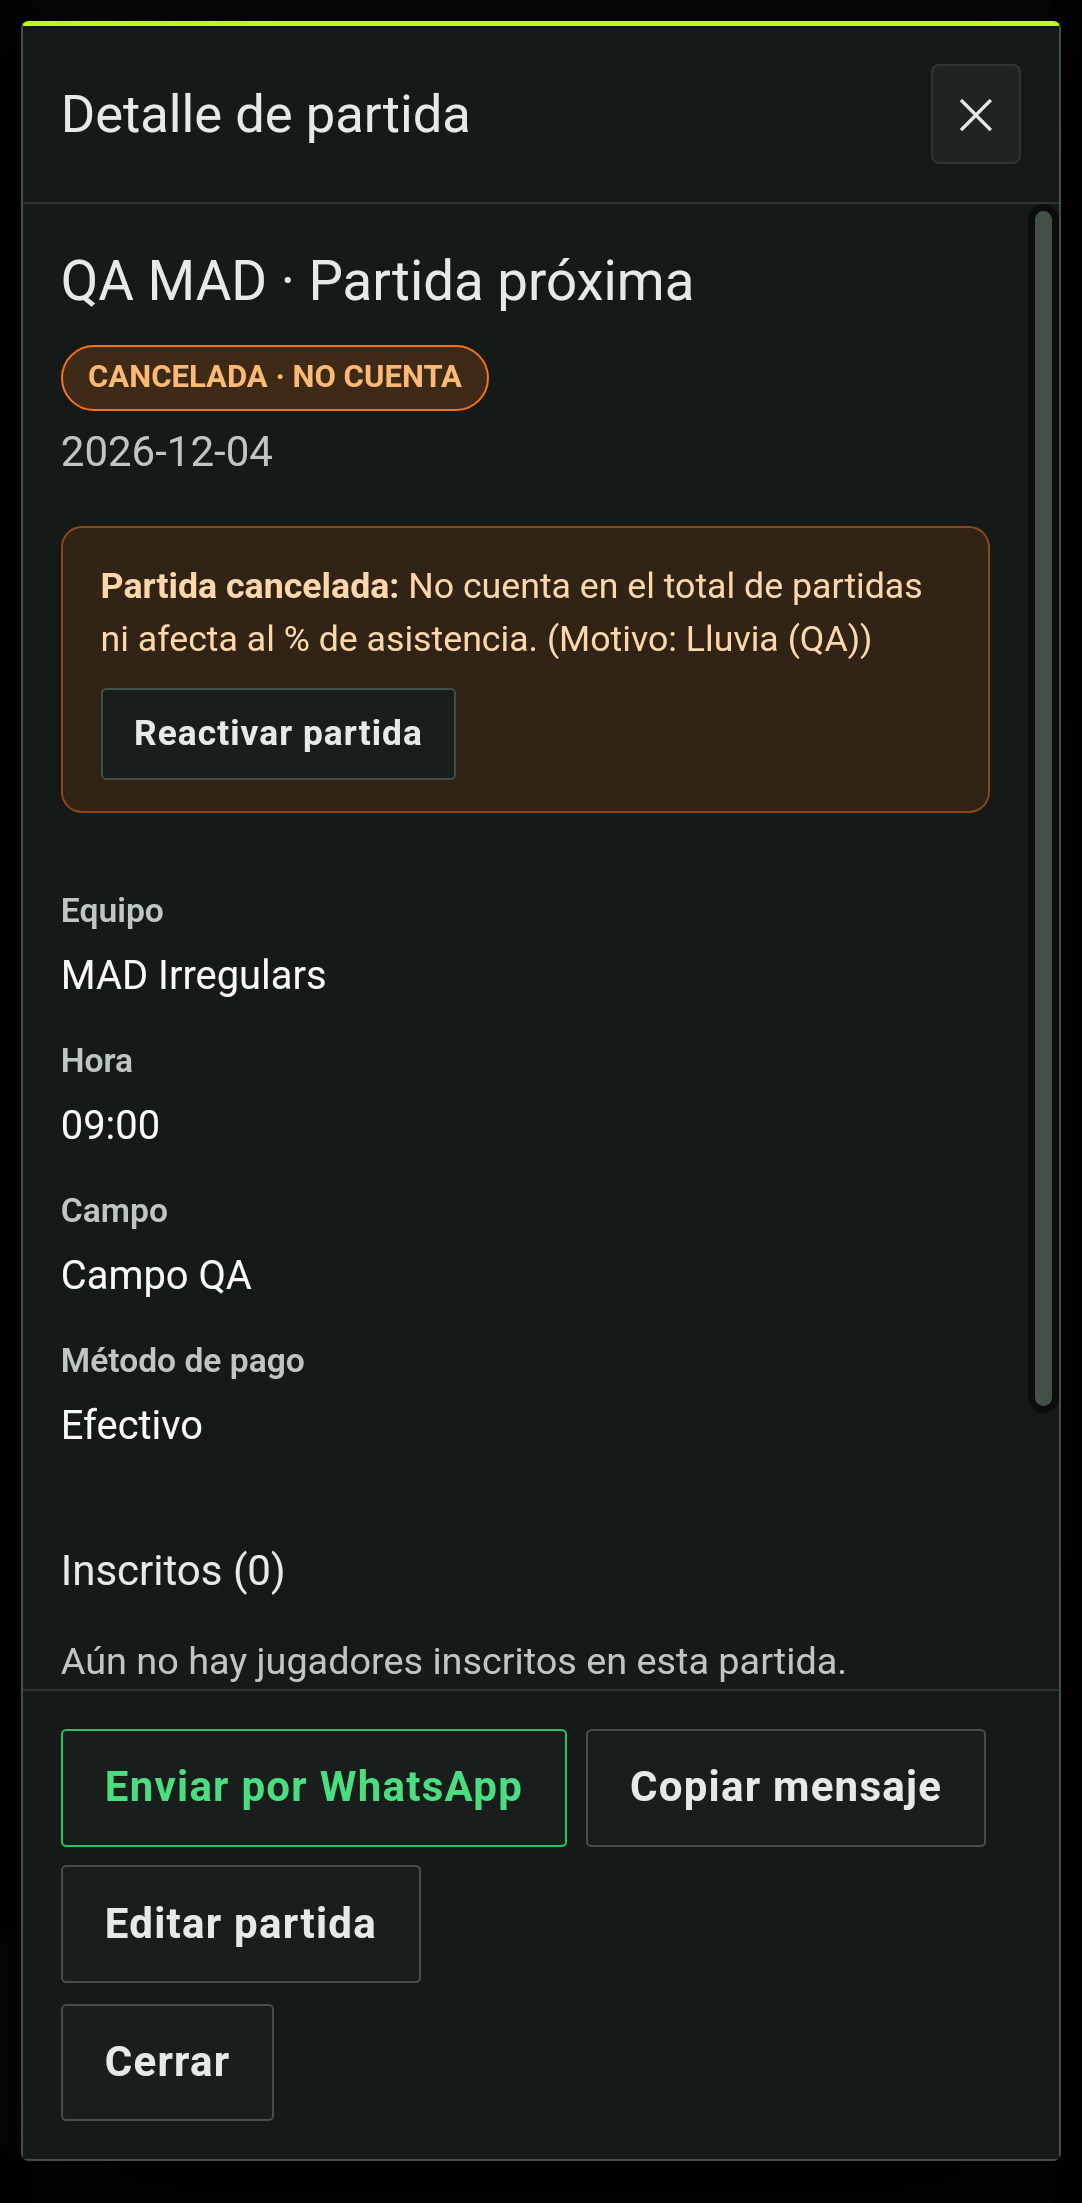 Detalle de partida
QA MAD · Partida próxima
CANCELADA · NO CUENTA
2026-12-04
Partida cancelada: No cuenta en el total de partidas
ni afecta al % de asistencia. (Motivo: Lluvia (QA))
Reactivar partida
Equipo
MAD Irregulars
Hora
09:00
Campo
Campo QA
Método de pago
Efectivo
Inscritos (0)
Aún no hay jugadores inscritos en esta partida.
Enviar por WhatsApp
Copiar mensaje
Editar partida
Cerrar